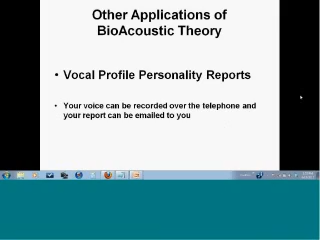 Other Applications of
BioAcoustic Theory
• Vocal Profile Personality Reports
• Your voice can be recorded over the telephone and
your report can be emailed to you